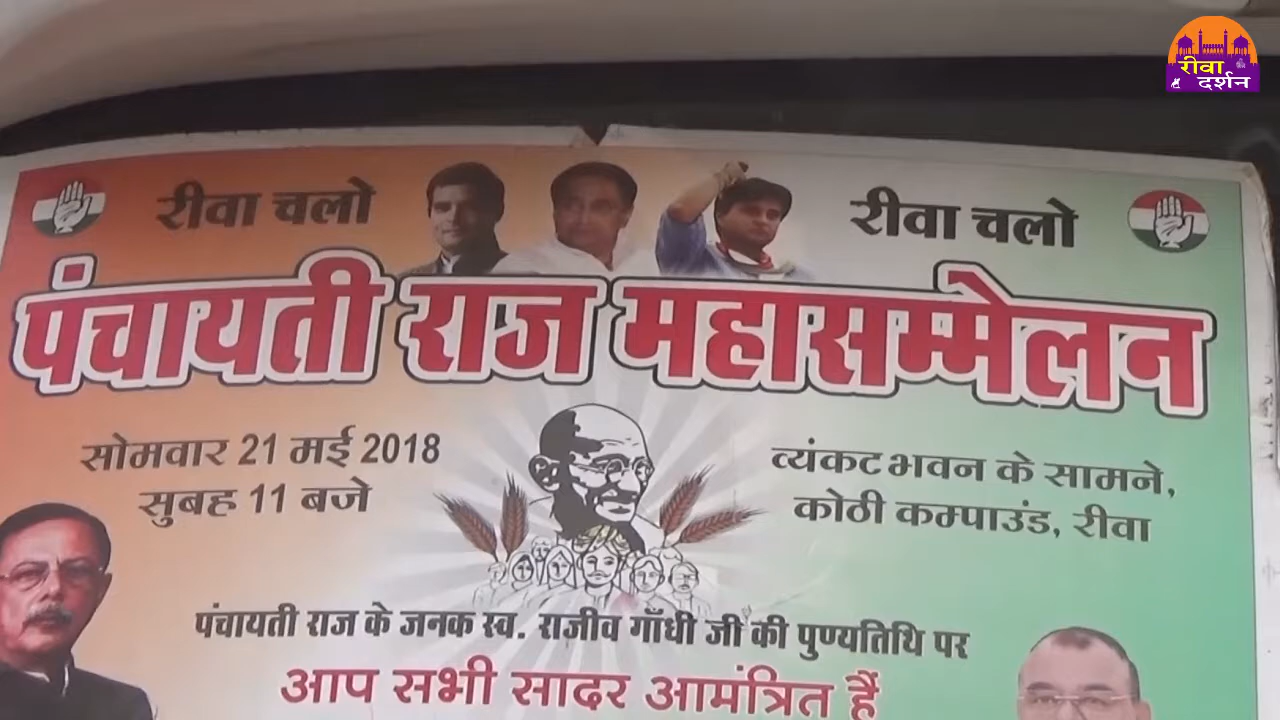 रीवा
दर्शन
रीवा चलो
रीवा चलो
पंचायती राज महासम्मेलन
सोमवार 21 मई 2018
सुबह 11 बजे
व्यंकट भवन के सामने,
कोठी कम्पाउंड, रीवा
पंचायती राज के जनक स्व. राजीव गाँधी जी की पुण्यतिथि पर
आप सभी सादर आमंत्रित हैं